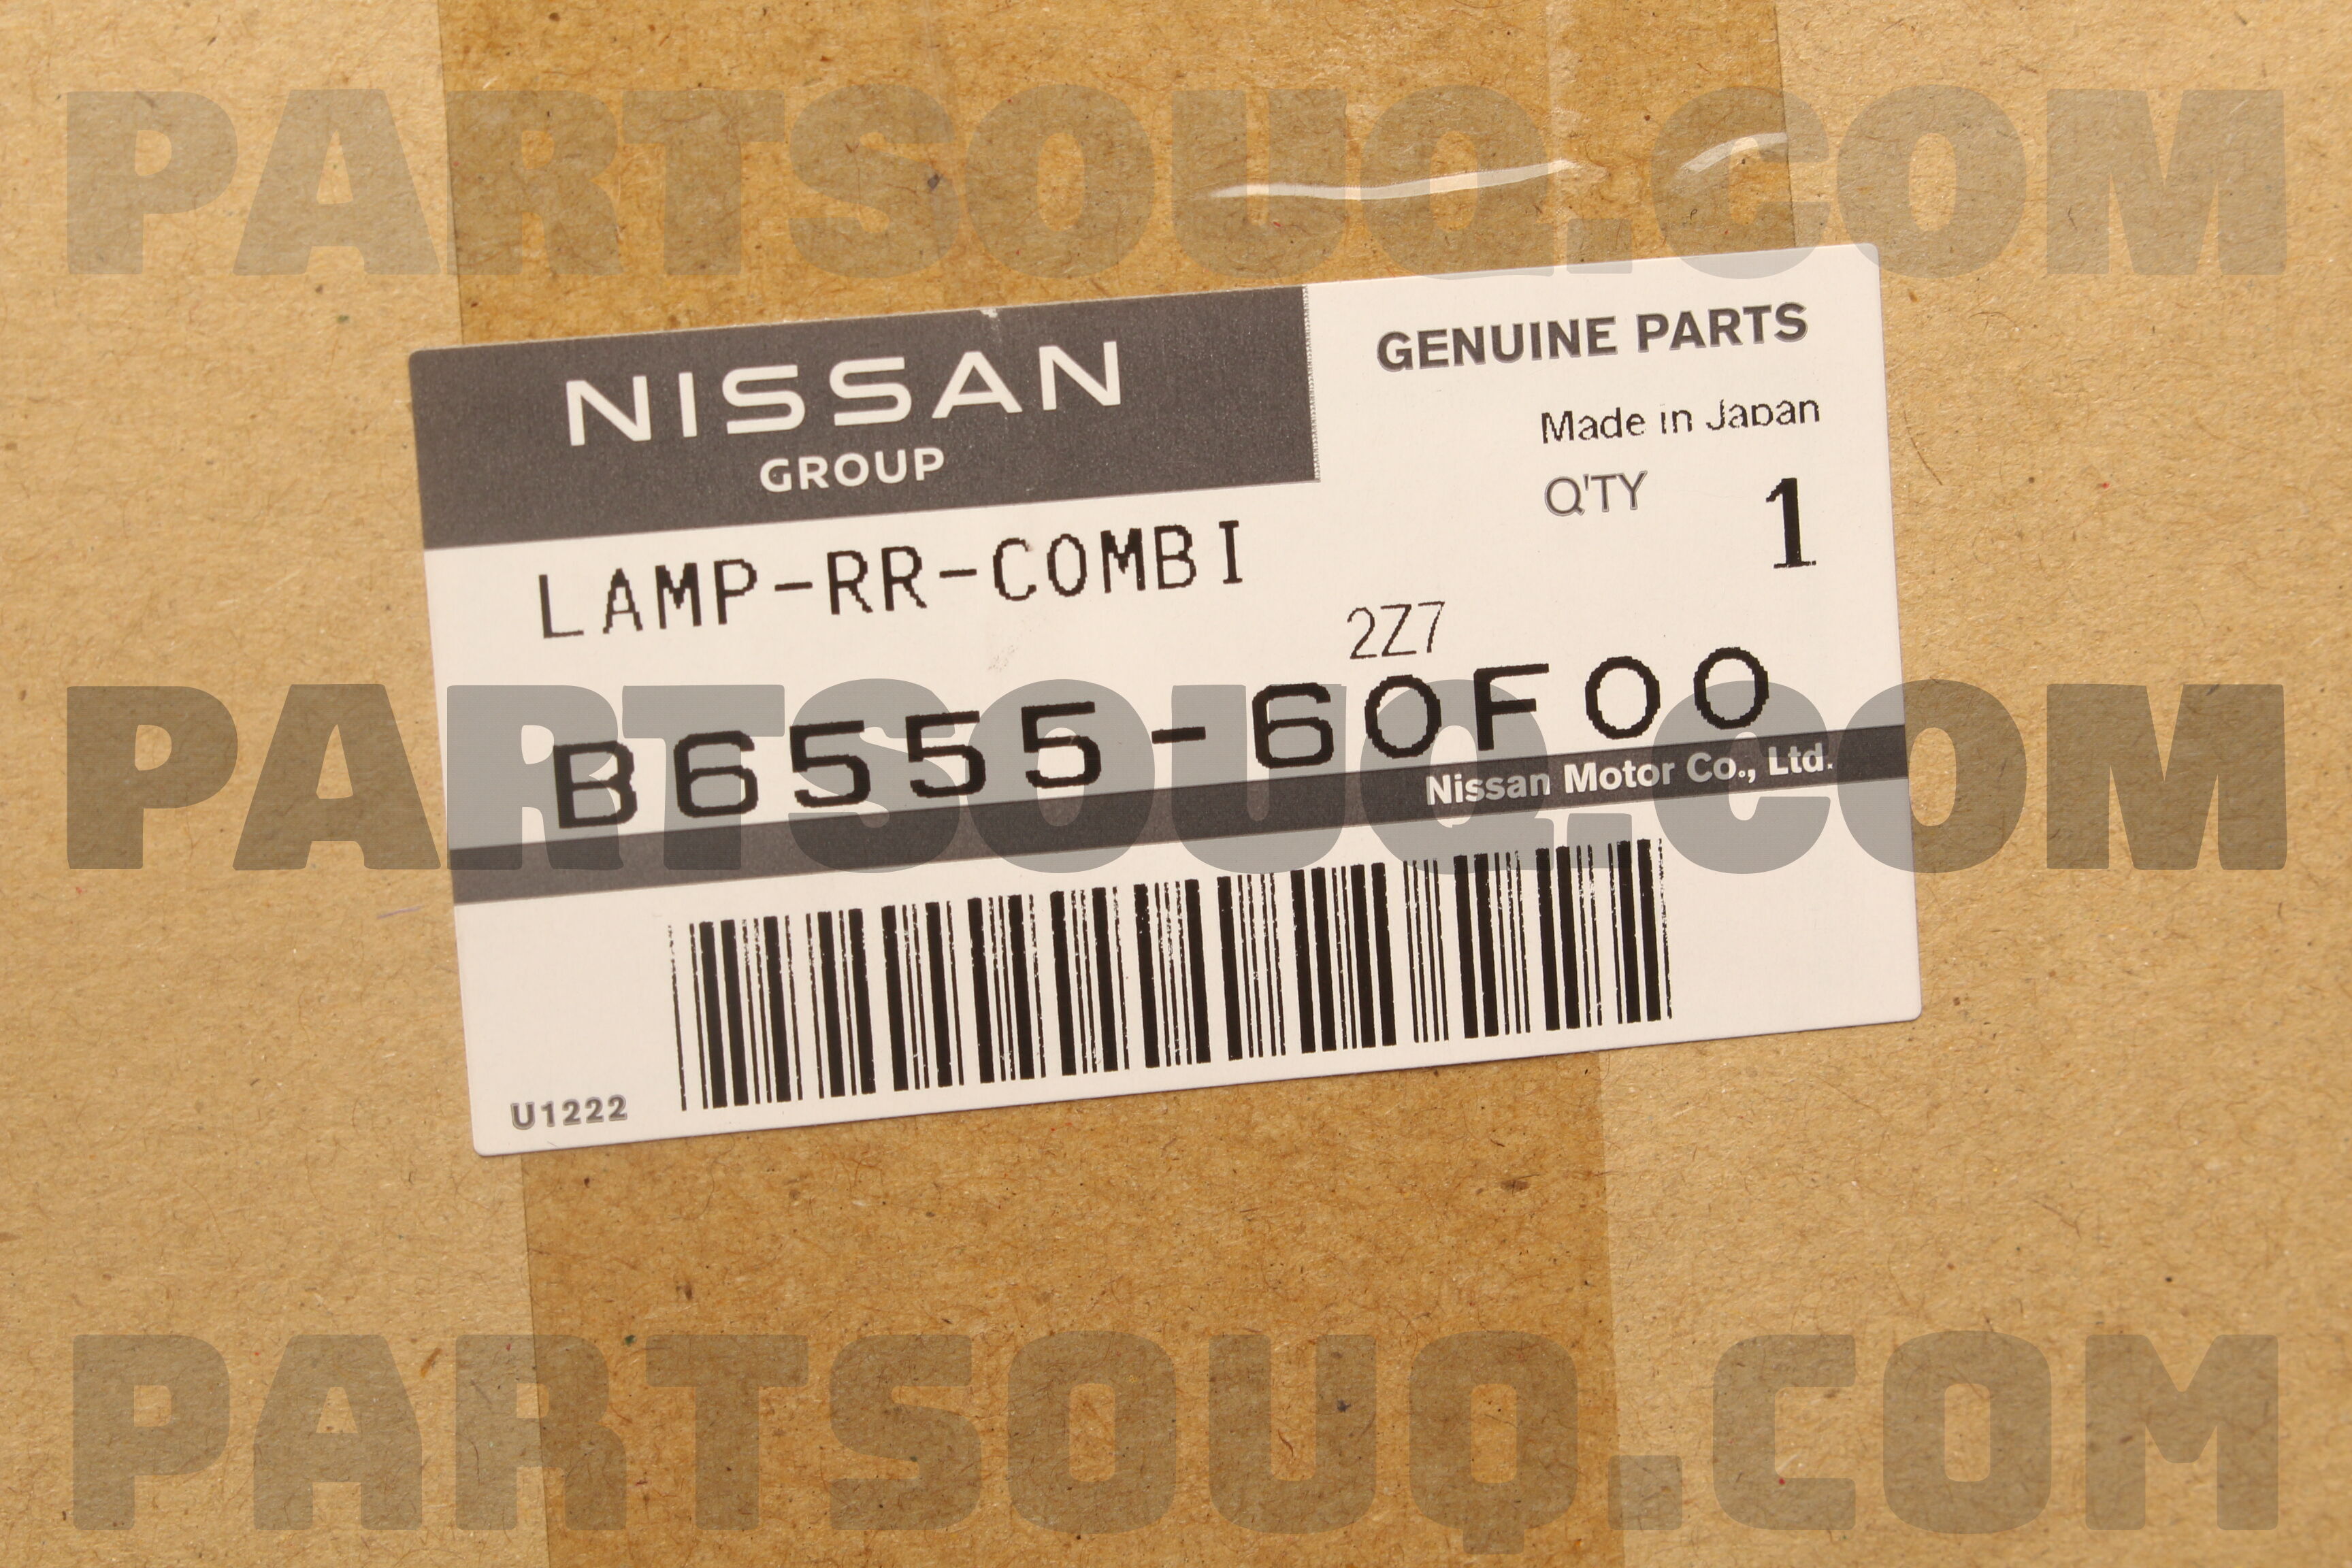 PARTSOUQ.COM
NISSAN
GROUP
GENUINE PARTS
Made in Japan
Q'TY 1
LAMP-RR-COMBI
2Z7
B6555-60F00
Nissan Motor Co., Ltd.
PARTSOUQ.COM
U1222
PARTSOUQ.COM